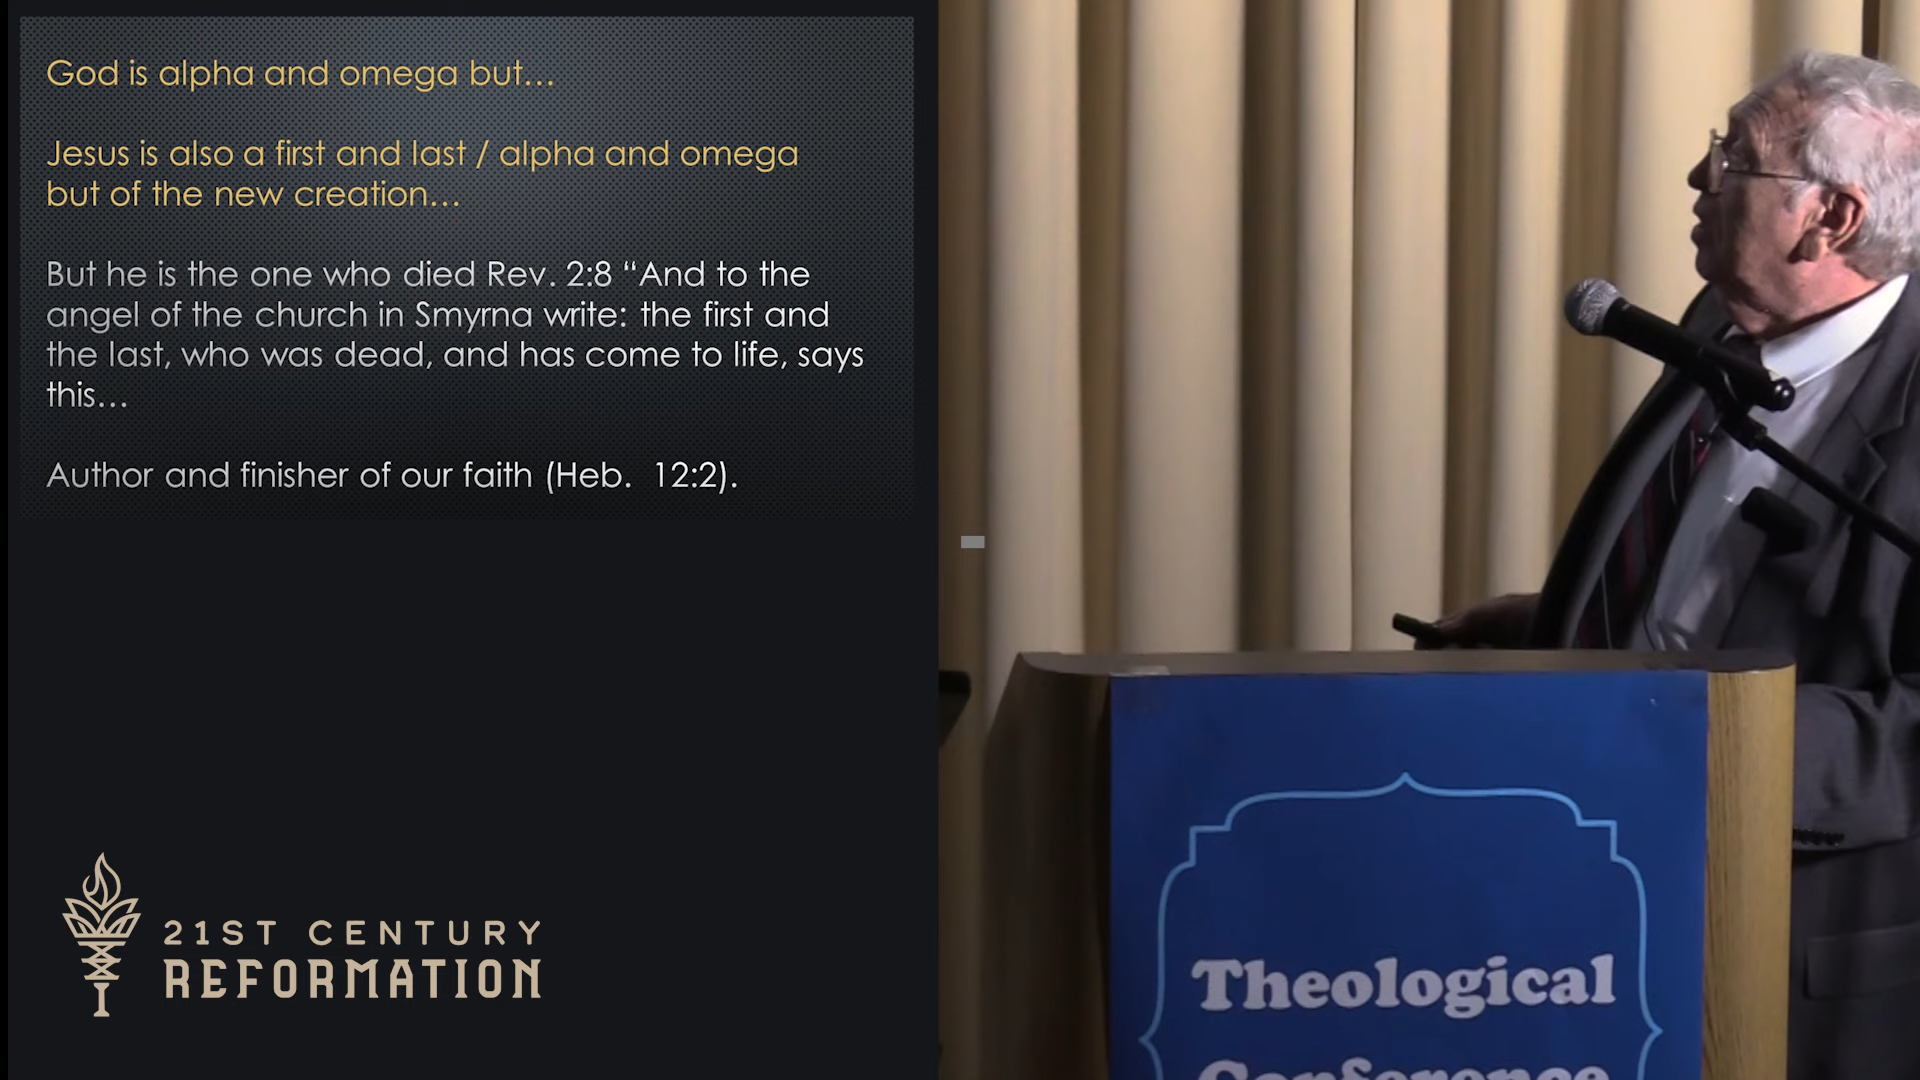 God is alpha and omega but...
Jesus is also a first and last / alpha and omega
but of the new creation...
But he is the one who died Rev. 2:8 “And to the
angel of the church in Smyrna write: the first and
the last, who was dead, and has come to life, says
this...
Author and finisher of our faith (Heb.  12:2).
21ST CENTURY
REFORMATION
Theological
Conference